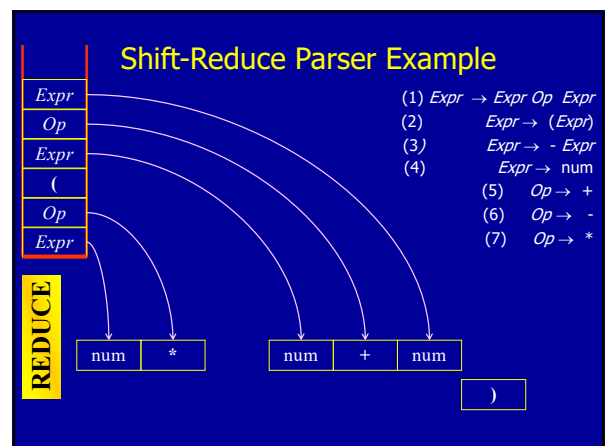 Shift-Reduce Parser Example
Expr
Op
Expr
(
Op
Expr
(1) Expr → Expr Op Expr
(2) Expr → (Expr)
(3) Expr → - Expr
(4) Expr → num
(5) Op → +
(6) Op → -
(7) Op → *
REDUCE
num * num + num
)